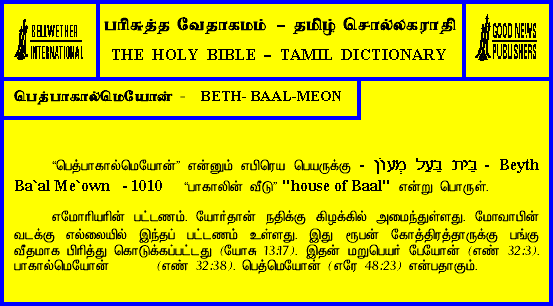 BELLWETHER
INTERNATIONAL
பரிசுத்த வேதாகமம் – தமிழ் சொல்லகராதி
THE HOLY BIBLE – TAMIL DICTIONARY
GOOD NEWS
PUBLISHERS
பெத்பாகால்மெயோன் - BETH- BAAL-MEON
“பெத்பாகால்மெயோன்” என்னும் எபிரெய பெயருக்கு - בֵּית בַּעַל מְעוֹן - Beyth
Ba`al Me`own - 1010 “பாகாலின் வீடு” "house of Baal" என்று பொருள்.
எமோரியரின் பட்டணம். யோர்தான் நதிக்கு கிழக்கில் அமைந்துள்ளது. மோவாபின்
வடக்கு எல்லையில் இந்தப் பட்டணம் உள்ளது. இது ரூபன் கோத்திரத்தாருக்கு பங்கு
வீதமாக பிரித்து கொடுக்கப்பட்டது (யோசு 13:17). இதன் மறுபெயர் பேயோன் (எண் 32:3).
பாகால்மெயோன் (எண் 32:38). பெத்மெயோன் (எரே 48:23) என்பதாகும்.